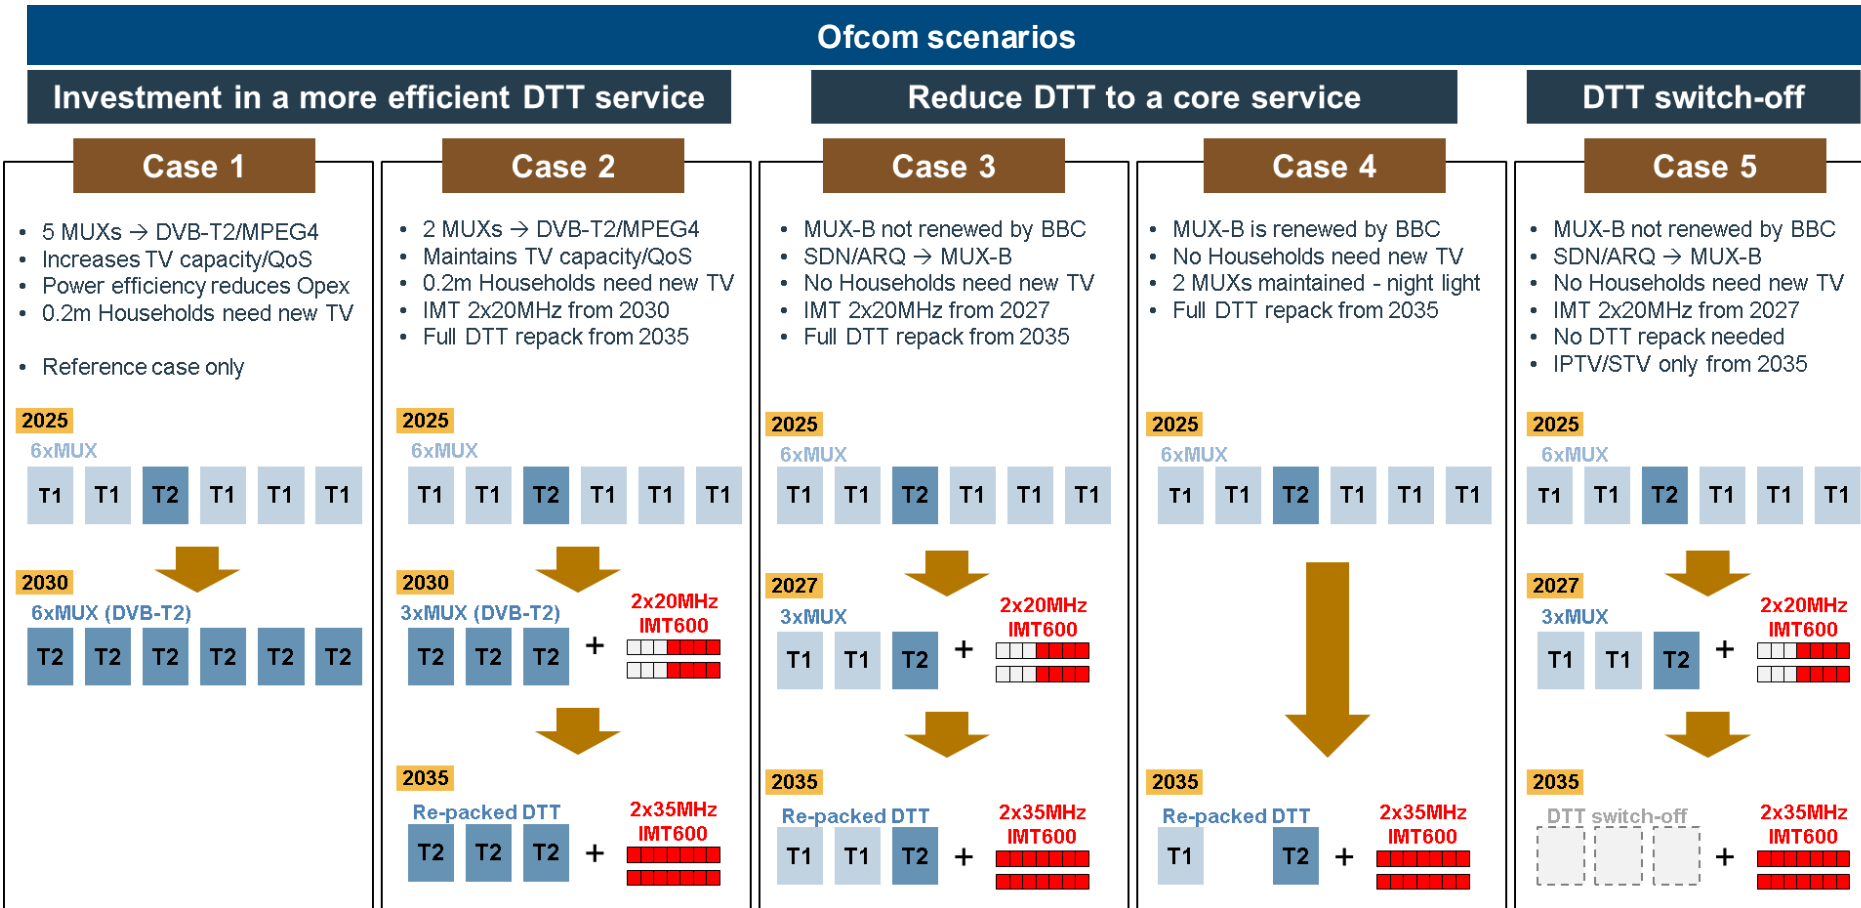 Ofcom scenarios
Investment in a more efficient DTT service
Reduce DTT to a core service
DTT switch-off
Case 1
• 5 MUXs → DVB-T2/MPEG4
• Increases TV capacity/QoS
• Power efficiency reduces Opex
• 0.2m Households need new TV
• Reference case only
2025
6xMUX
T1 T1 T2 T1 T1 T1
2030
6xMUX (DVB-T2)
T2 T2 T2 T2 T2 T2
Case 2
• 2 MUXs → DVB-T2/MPEG4
• Maintains TV capacity/QoS
• 0.2m Households need new TV
• IMT 2x20MHz from 2030
• Full DTT repack from 2035
2025
6xMUX
T1 T1 T2 T1 T1 T1
2030
3xMUX (DVB-T2)
T2 T2 T2 +
2x20MHz
IMT600
2035
Re-packed DTT
T2 T2 T2 +
2x35MHz
IMT600
Case 3
• MUX-B not renewed by BBC
• SDN/ARQ → MUX-B
• No Households need new TV
• IMT 2x20MHz from 2027
• Full DTT repack from 2035
2025
6xMUX
T1 T1 T2 T1 T1 T1
2027
3xMUX
T1 T1 T2 +
2x20MHz
IMT600
2035
Re-packed DTT
T1 T1 T2 +
2x35MHz
IMT600
Case 4
• MUX-B is renewed by BBC
• No Households need new TV
• 2 MUXs maintained - night light
• Full DTT repack from 2035
2025
6xMUX
T1 T1 T2 T1 T1 T1
2035
Re-packed DTT
T1 T2 +
2x35MHz
IMT600
Case 5
• MUX-B not renewed by BBC
• SDN/ARQ → MUX-B
• No Households need new TV
• IMT 2x20MHz from 2027
• No DTT repack needed
• IPTV/STV only from 2035
2025
6xMUX
T1 T1 T2 T1 T1 T1
2027
3xMUX
T1 T1 T2 +
2x20MHz
IMT600
2035
DTT switch-off
+
2x35MHz
IMT600